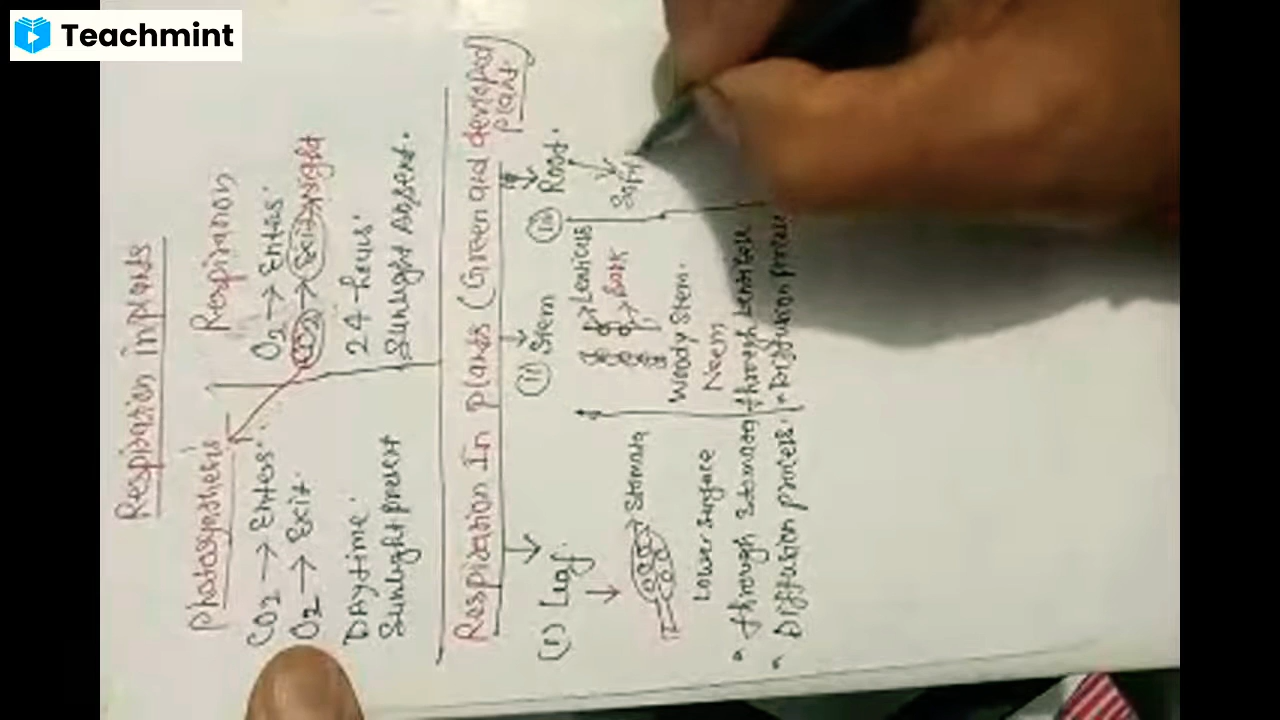 Teachmint
Respiration in plants
Photosynthesis
CO2 → Enters.
O2 → Exit.
Daytime.
Sunlight present
Respiration
O2 → Enters.
CO2 → Exit → Night
24 hours.
Sunlight absent.
Respiration In plants (Green and developed plant)
(I) Leaf
→ Stomata
Lower surface
" through stomata
" Diffusion process.
(II) Stem
→ Lenticels
→ Bark
Woody Stem.
Neem
through lenticels
" Diffusion process
(III) Root.